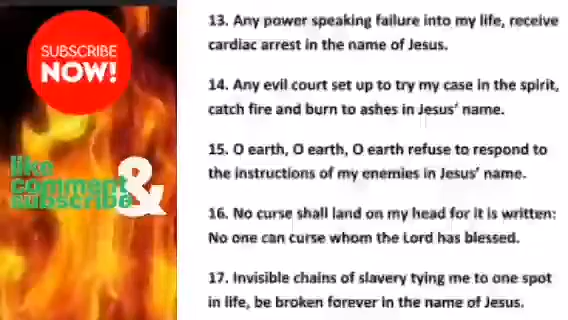 SUBSCRIBE
NOW!
like
comment
subscribe
&
13. Any power speaking failure into my life, receive
cardiac arrest in the name of Jesus.
14. Any evil court set up to try my case in the spirit,
catch fire and burn to ashes in Jesus' name.
15. O earth, O earth, O earth refuse to respond to
the instructions of my enemies in Jesus' name.
16. No curse shall land on my head for it is written:
No one can curse whom the Lord has blessed.
17. Invisible chains of slavery tying me to one spot
in life, be broken forever in the name of Jesus.